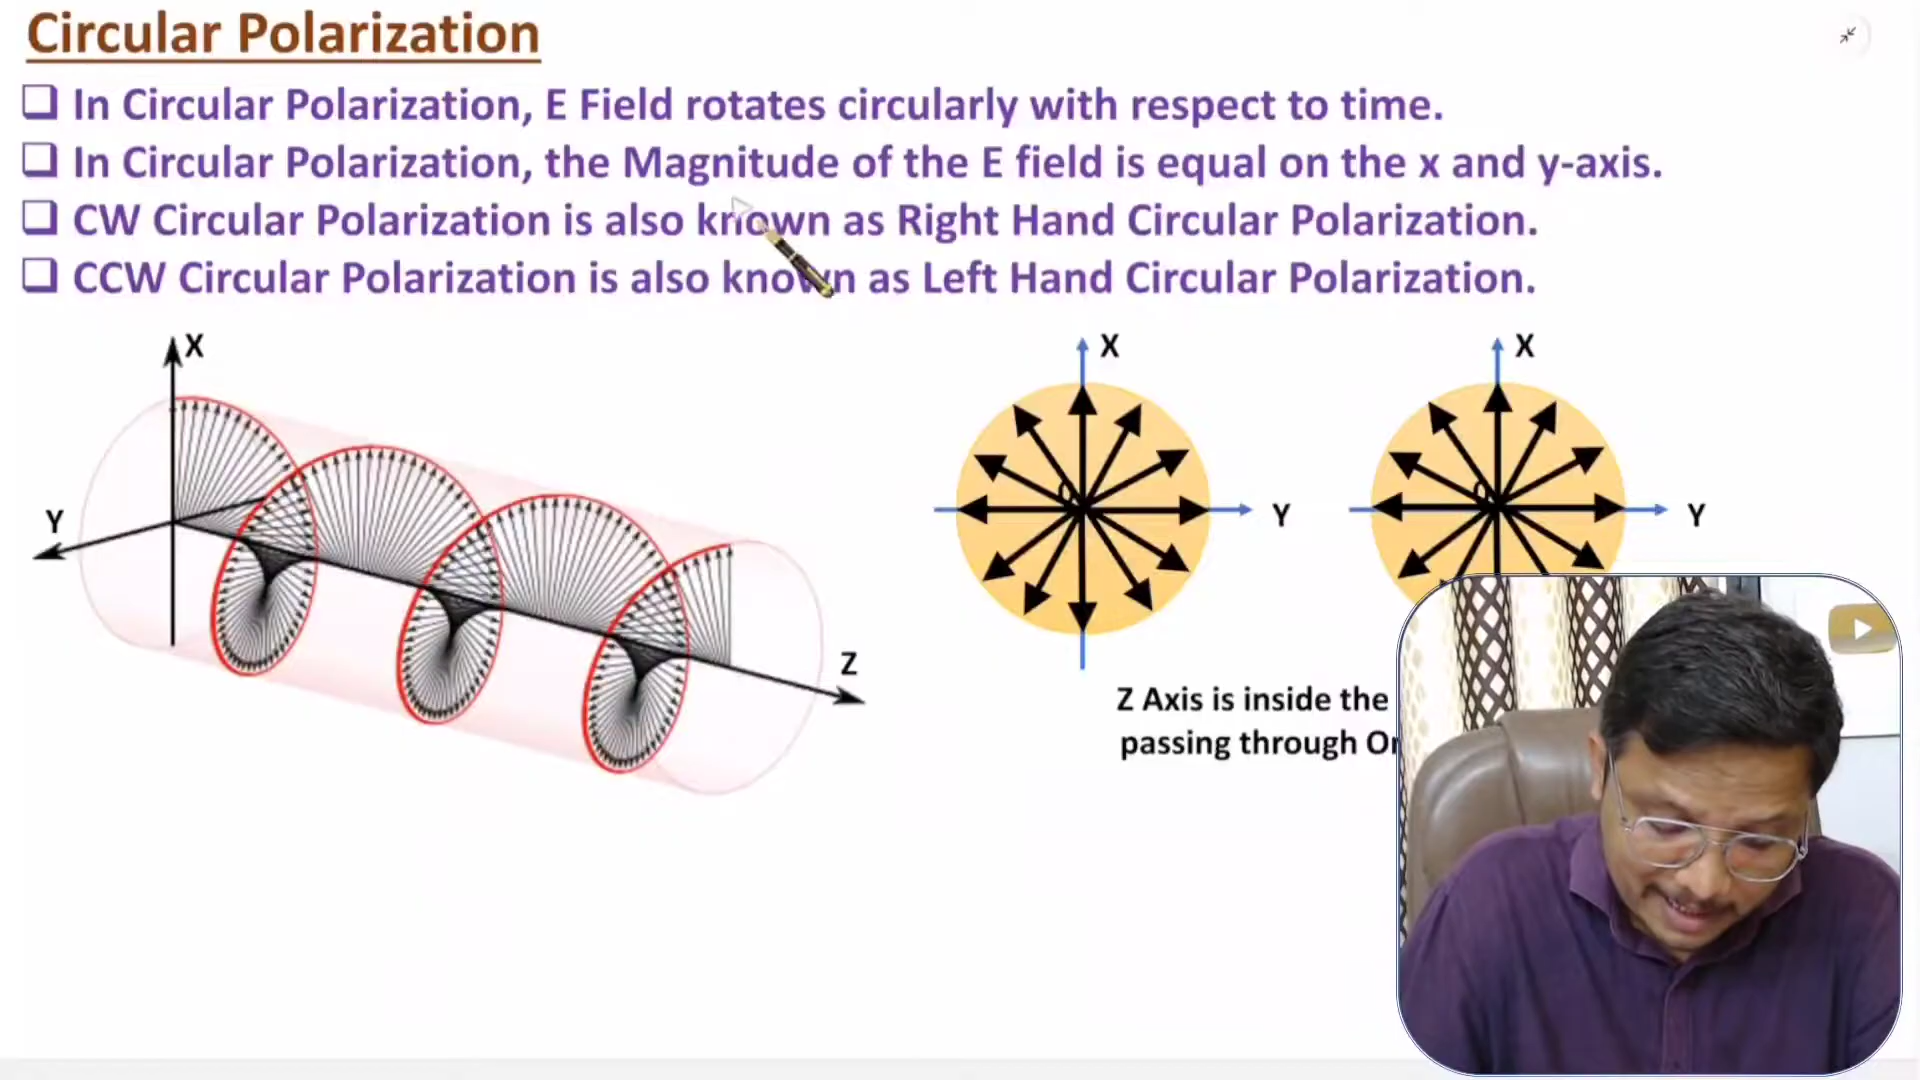 Circular Polarization
❑ In Circular Polarization, E Field rotates circularly with respect to time.
❑ In Circular Polarization, the Magnitude of the E field is equal on the x and y-axis.
❑ CW Circular Polarization is also known as Right Hand Circular Polarization.
❑ CCW Circular Polarization is also known as Left Hand Circular Polarization.
X
Y
Z
X
O
Y
X
Y
Z Axis is inside the
passing through